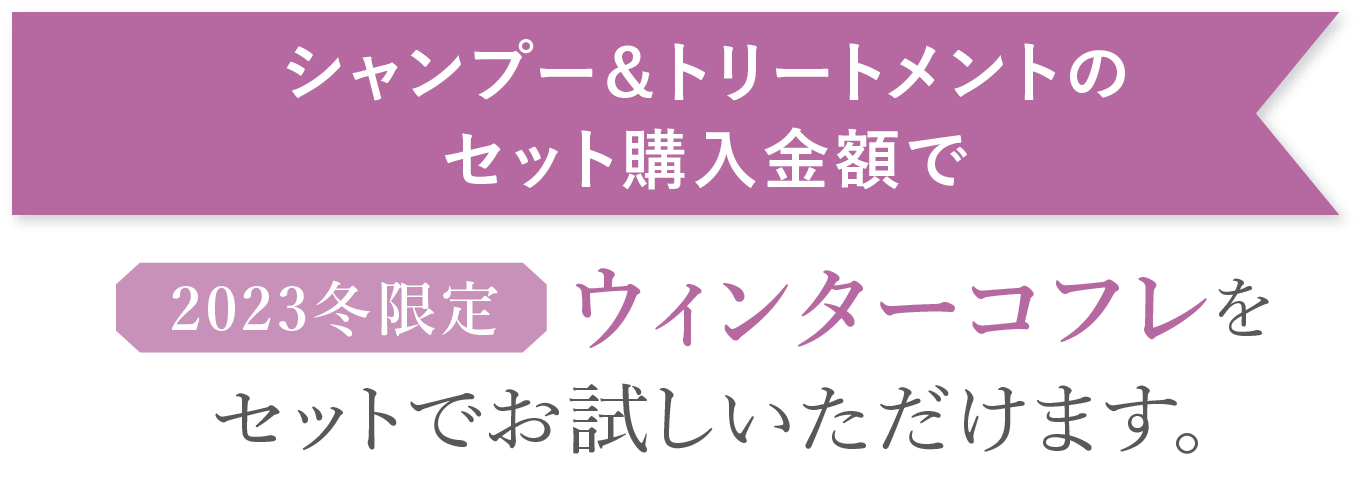 シャンプー&トリートメントの
セット購入金額で
2023冬限定 ウィンターコフレを
セットでお試しいただけます。